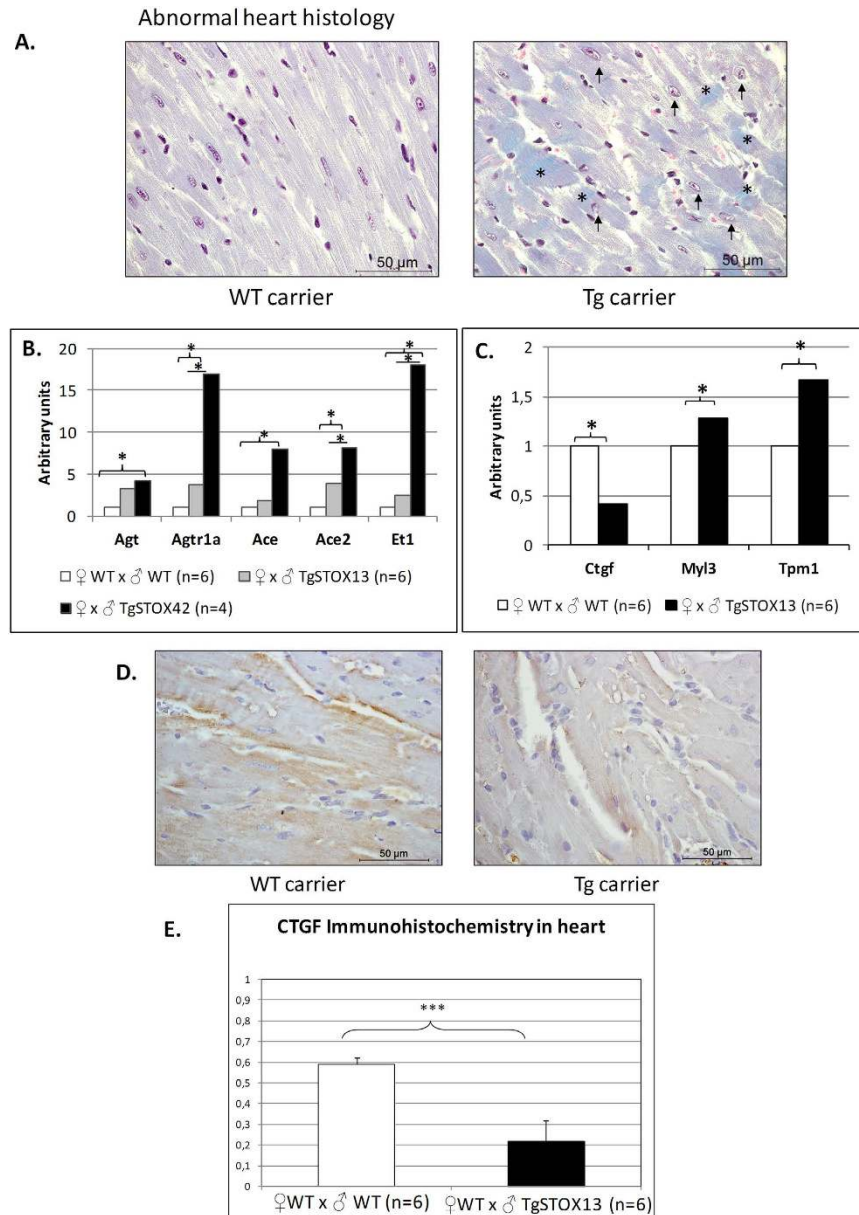 Abnormal heart histology
A.
* * * * *
50 µm
50 µm
WT carrier
Tg carrier
B.
Arbitrary units
20
15
10
5
0
* * * * * * * * *
Agt Agtr1a Ace Ace2 Et1
♀ WT x ♂ WT (n=6)
♀ x ♂ TgSTOX13 (n=6)
♀ x ♂ TgSTOX42 (n=4)
C.
Arbitrary units
2
1,5
1
0,5
0
* * *
Ctgf Myl3 Tpm1
♀ WT x ♂ WT (n=6)
♀ x ♂ TgSTOX13 (n=6)
D.
50 µm
50 µm
WT carrier
Tg carrier
E.
CTGF Immunohistochemistry in heart
1
0,9
0,8
0,7
0,6
0,5
0,4
0,3
0,2
0,1
0
***
♀WT x ♂ WT (n=6)
♀WT x ♂ TgSTOX13 (n=6)